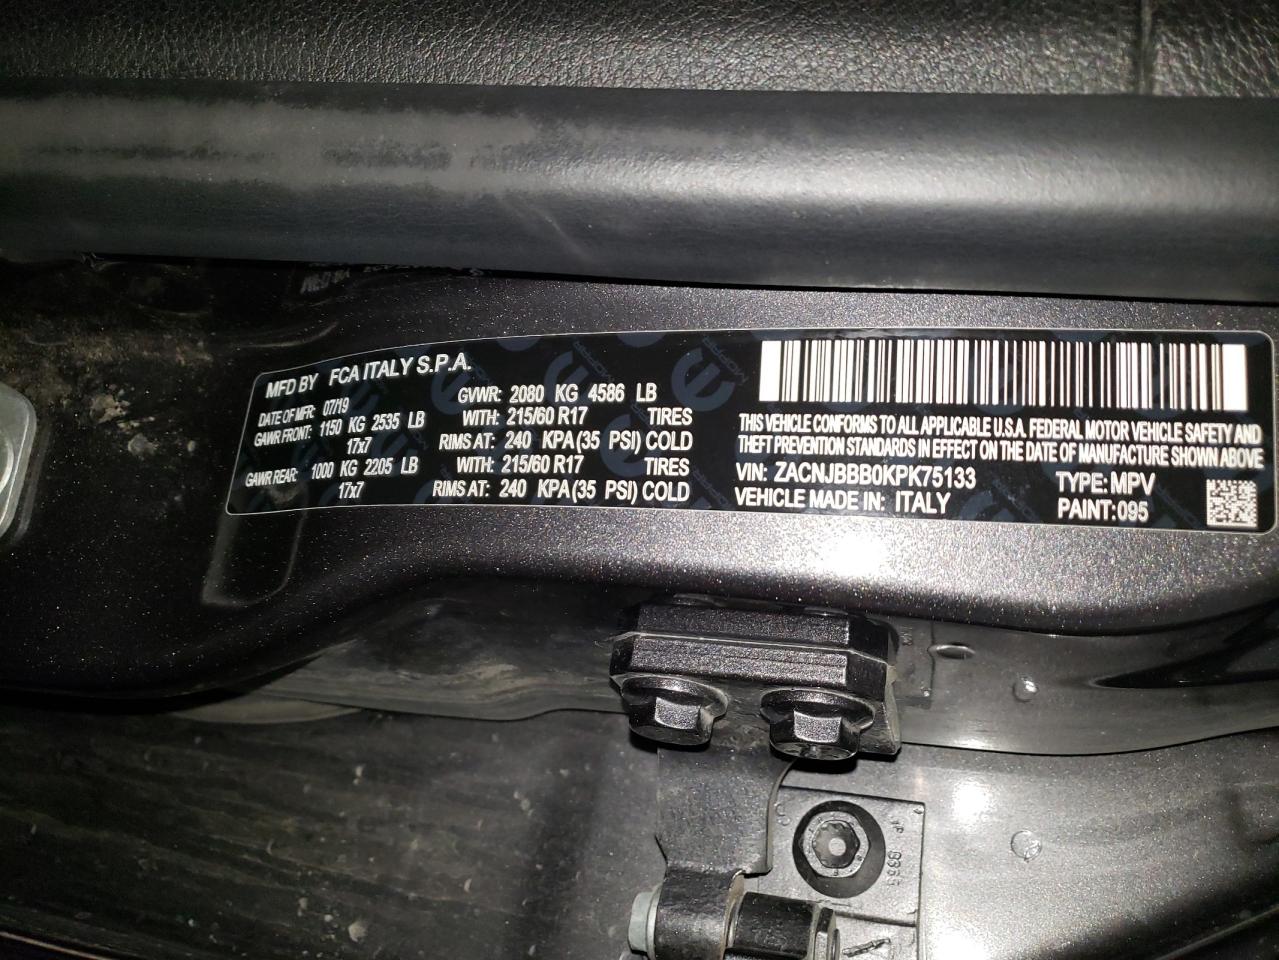 MFD BY FCA ITALY S.P.A.
DATE OF MFR: 07/19 GVWR: 2080 KG 4586 LB
GAWR FRONT: 1150 KG 2535 LB WITH: 215/60 R17 TIRES
17x7 RIMS AT: 240 KPA(35 PSI) COLD
GAWR REAR: 1000 KG 2205 LB WITH: 215/60 R17 TIRES
17x7 RIMS AT: 240 KPA(35 PSI) COLD
THIS VEHICLE CONFORMS TO ALL APPLICABLE U.S.A. FEDERAL MOTOR VEHICLE SAFETY AND
THEFT PREVENTION STANDARDS IN EFFECT ON THE DATE OF MANUFACTURE SHOWN ABOVE
VIN: ZACNJBBB0KPK75133 TYPE: MPV
VEHICLE MADE IN: ITALY PAINT: 095